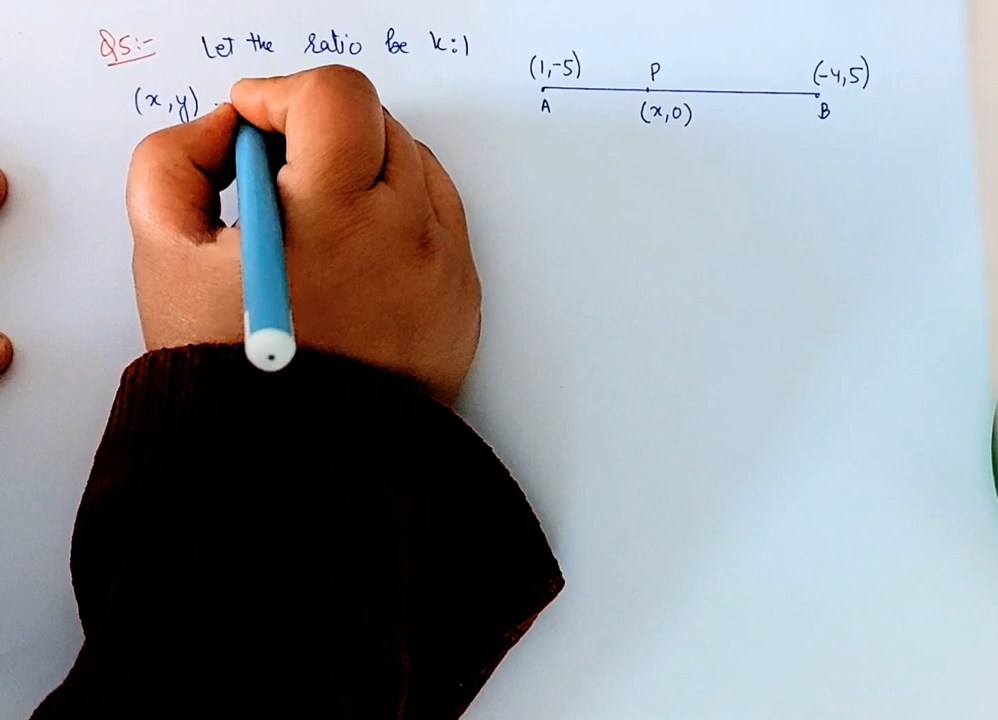 Q5:- Let the ratio be k:1
(x,y)
(1,-5) P (-4,5)
A (x,0) B